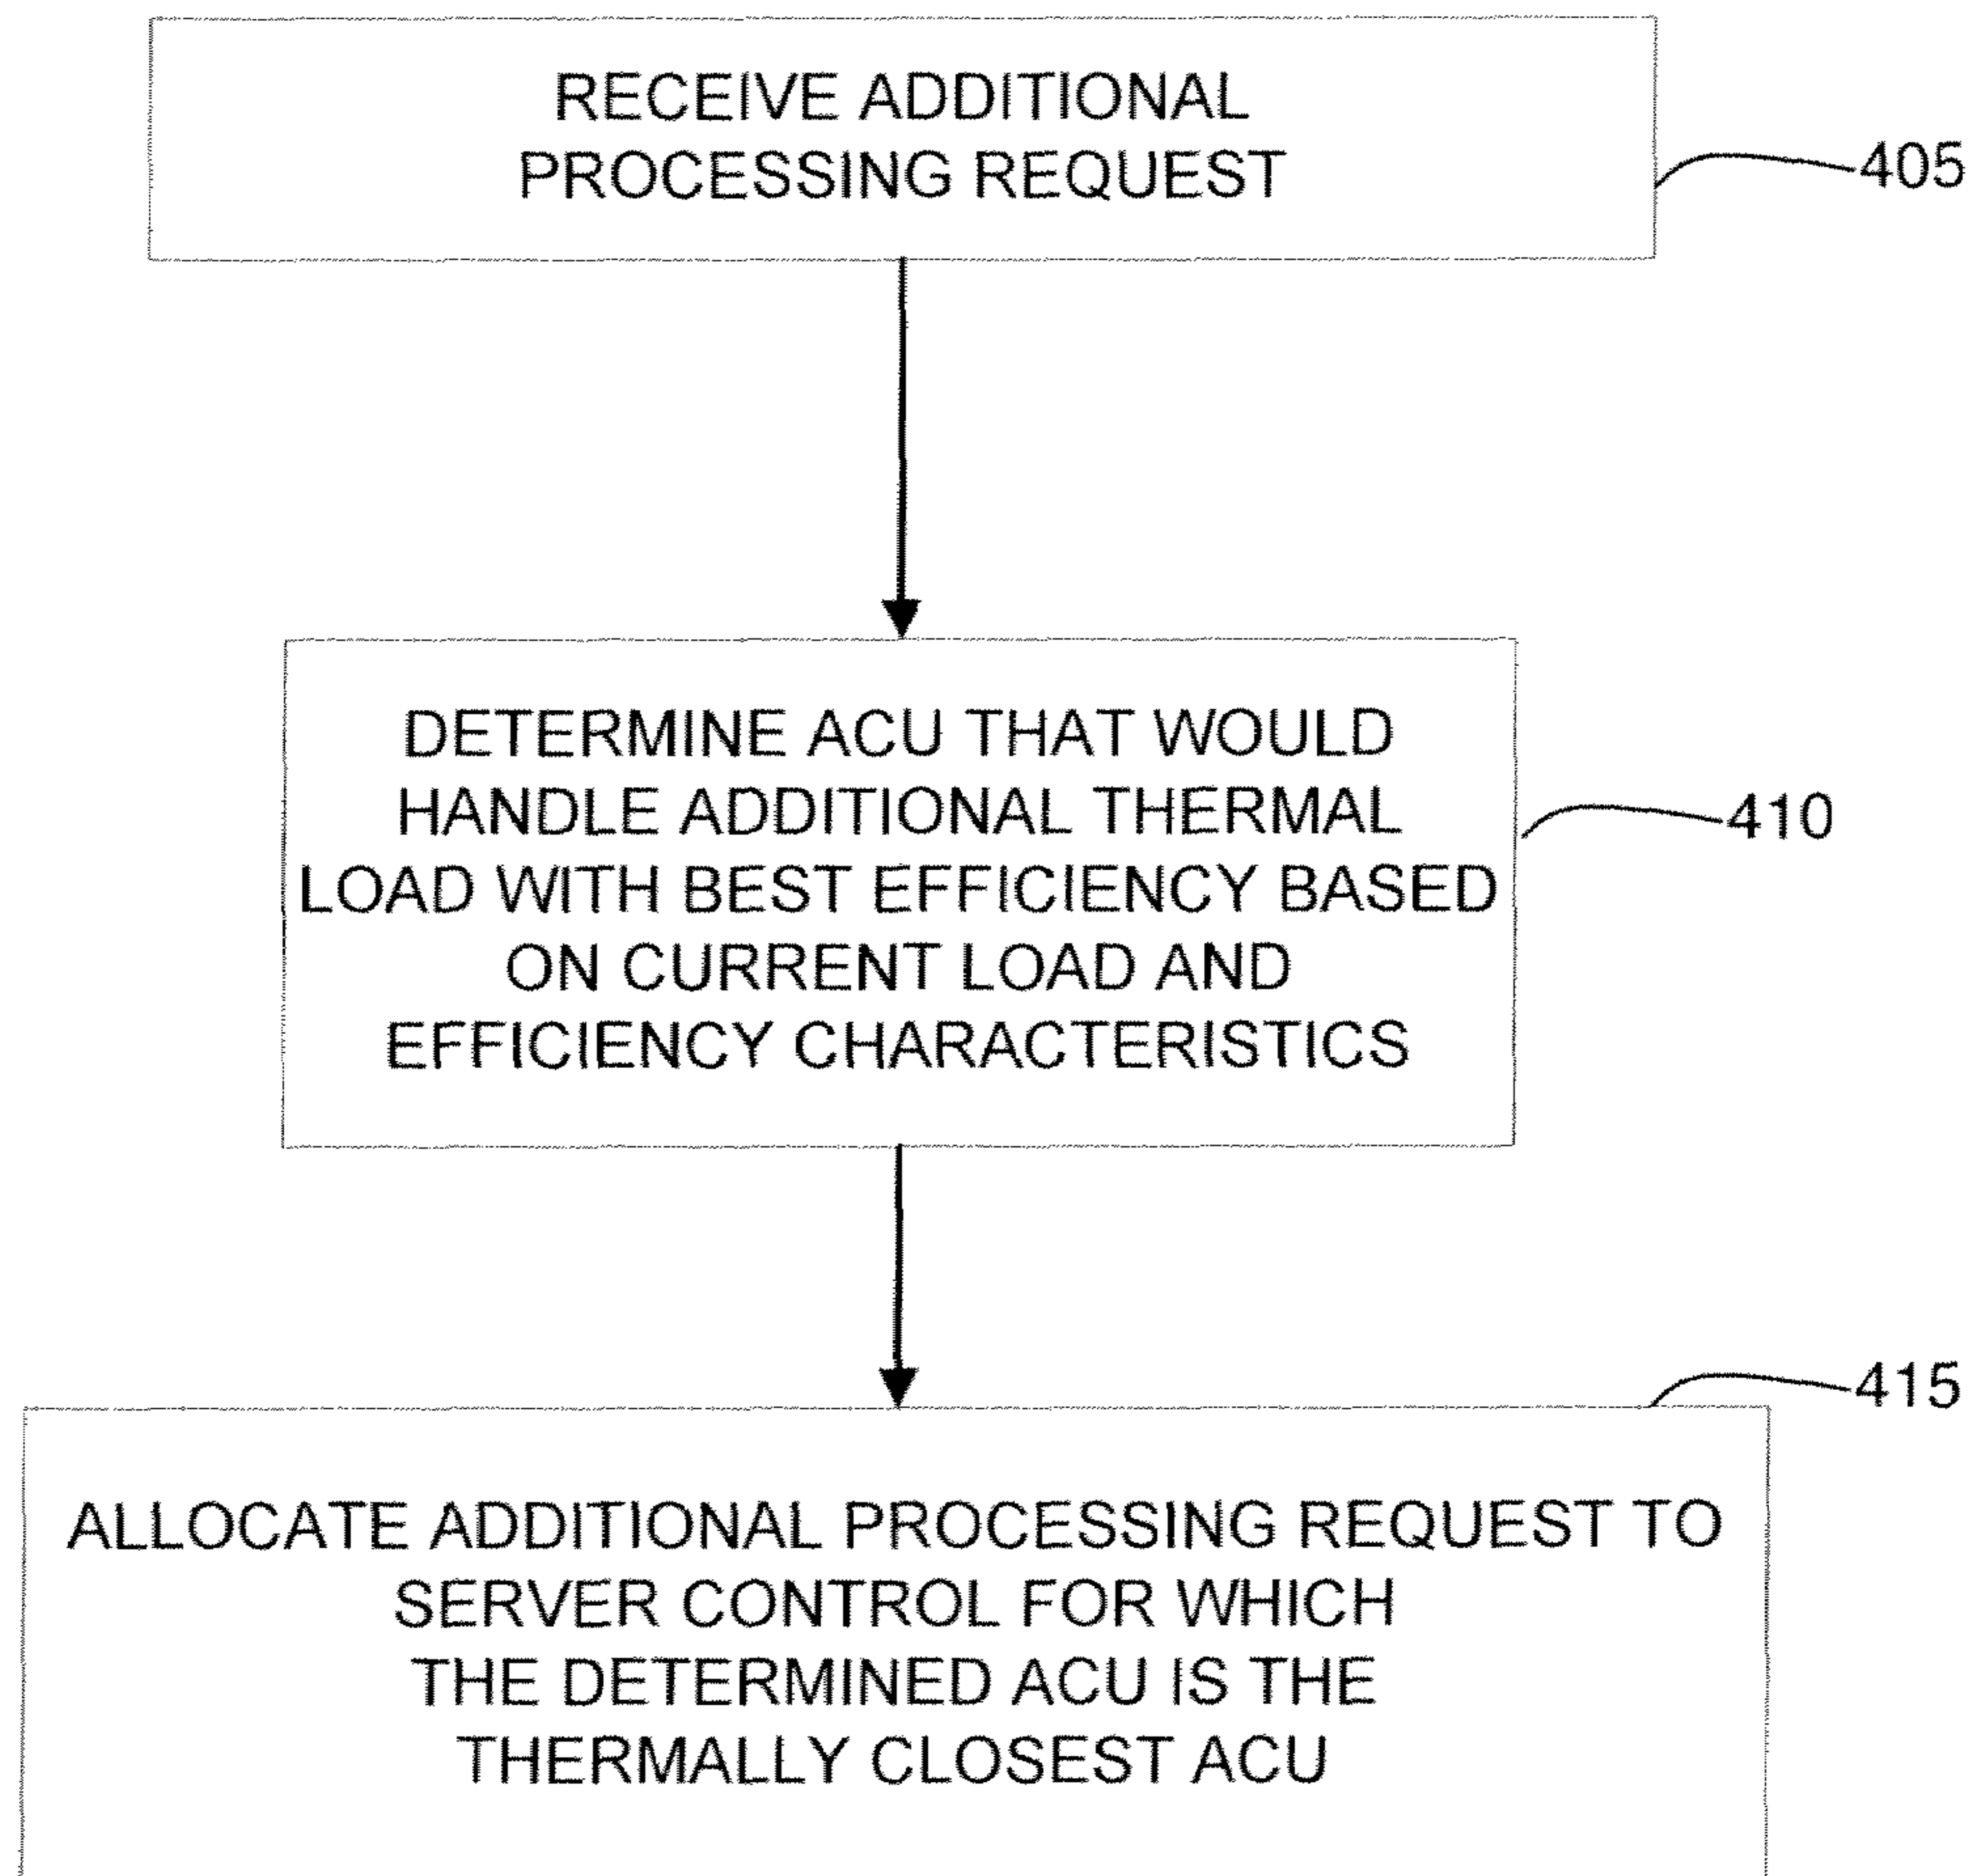 RECEIVE ADDITIONAL
PROCESSING REQUEST
405
DETERMINE ACU THAT WOULD
HANDLE ADDITIONAL THERMAL
LOAD WITH BEST EFFICIENCY BASED
ON CURRENT LOAD AND
EFFICIENCY CHARACTERISTICS
410
415
ALLOCATE ADDITIONAL PROCESSING REQUEST TO
SERVER CONTROL FOR WHICH
THE DETERMINED ACU IS THE
THERMALLY CLOSEST ACU